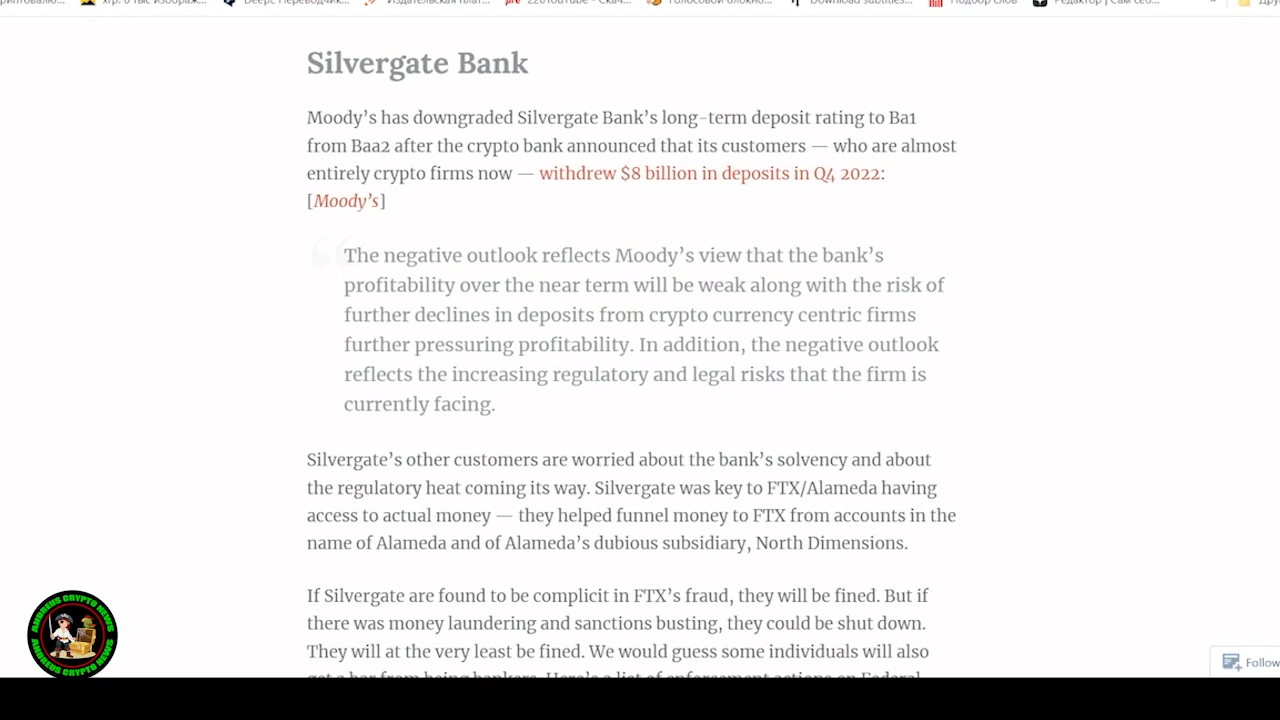 Silvergate Bank
Moody’s has downgraded Silvergate Bank’s long-term deposit rating to Ba1
from Baa2 after the crypto bank announced that its customers — who are almost
entirely crypto firms now — withdrew $8 billion in deposits in Q4 2022:
[Moody’s]
The negative outlook reflects Moody’s view that the bank’s
profitability over the near term will be weak along with the risk of
further declines in deposits from crypto currency centric firms
further pressuring profitability. In addition, the negative outlook
reflects the increasing regulatory and legal risks that the firm is
currently facing.
Silvergate’s other customers are worried about the bank’s solvency and about
the regulatory heat coming its way. Silvergate was key to FTX/Alameda having
access to actual money — they helped funnel money to FTX from accounts in the
name of Alameda and of Alameda’s dubious subsidiary, North Dimensions.
If Silvergate are found to be complicit in FTX’s fraud, they will be fined. But if
there was money laundering and sanctions busting, they could be shut down.
They will at the very least be fined. We would guess some individuals will also
ANDREUS CRYPTO NEWS
ANDREUS CRYPTO NEWS
Follow